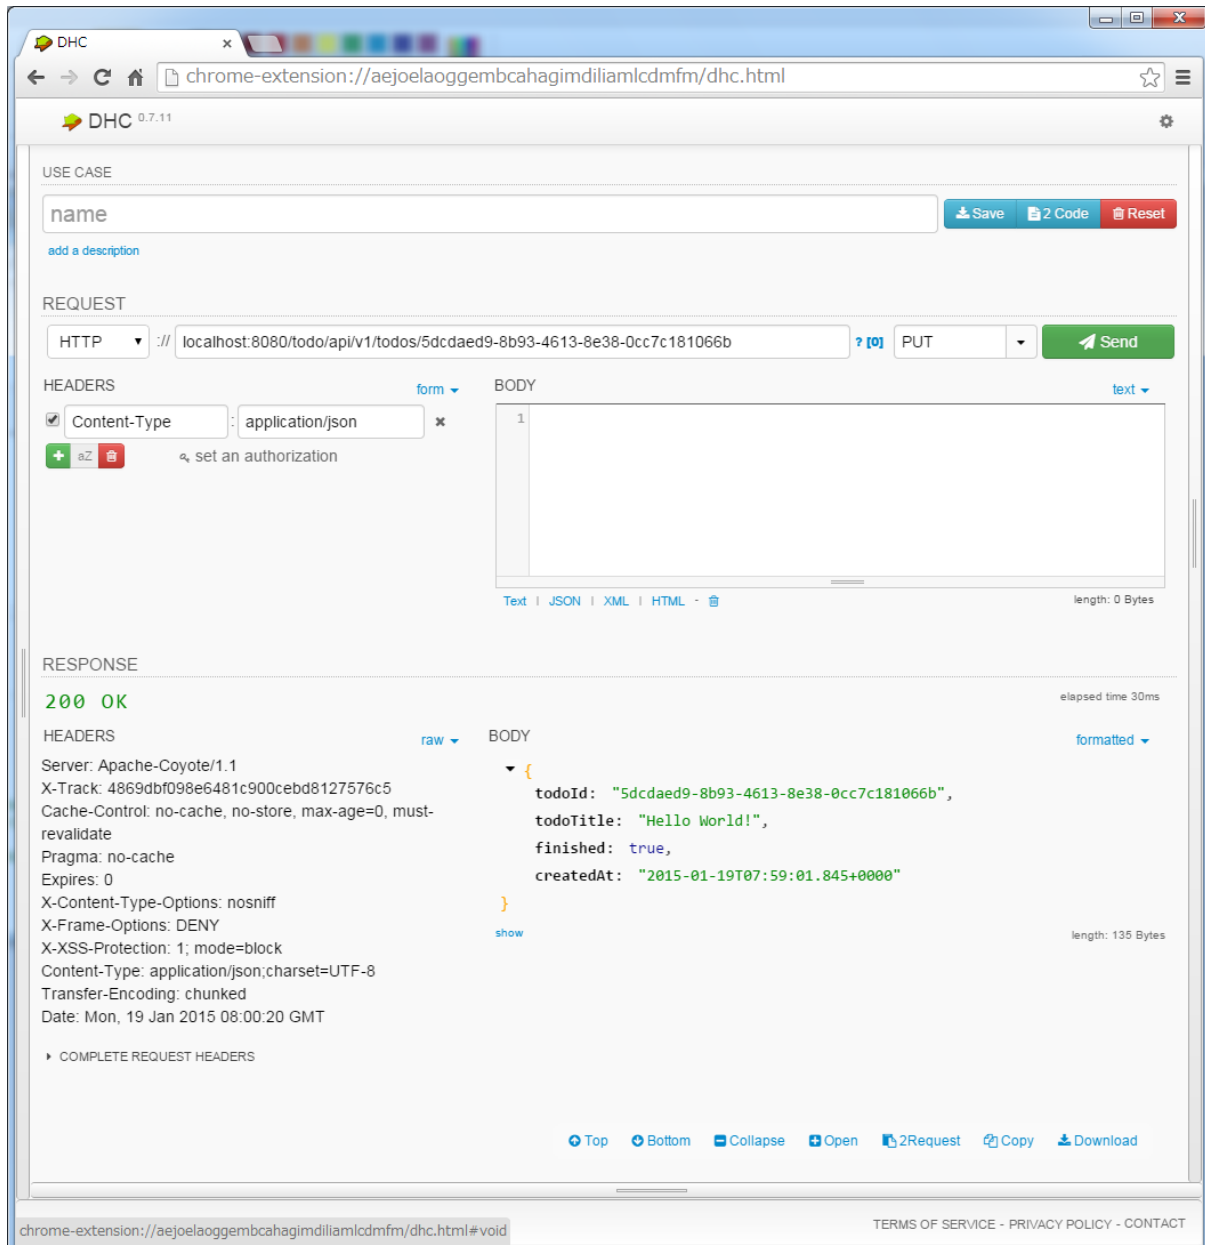 DHC
chrome-extension://aejoelaoggembcahagimdiliamlcdmfm/dhc.html
DHC 0.7.11
USE CASE
name
Save 2 Code Reset
add a description
REQUEST
HTTP :// localhost:8080/todo/api/v1/todos/5dcdaed9-8b93-4613-8e38-0cc7c181066b ? [0] PUT Send
HEADERS form BODY text
Content-Type : application/json 1
aZ set an authorization
Text | JSON | XML | HTML - length: 0 Bytes
RESPONSE
200 OK elapsed time 30ms
HEADERS raw BODY formatted
Server: Apache-Coyote/1.1
X-Track: 4869dbf098e6481c900cebd8127576c5
Cache-Control: no-cache, no-store, max-age=0, must-
revalidate
Pragma: no-cache
Expires: 0
X-Content-Type-Options: nosniff
X-Frame-Options: DENY
X-XSS-Protection: 1; mode=block
Content-Type: application/json;charset=UTF-8
Transfer-Encoding: chunked
Date: Mon, 19 Jan 2015 08:00:20 GMT
{
todoId: "5dcdaed9-8b93-4613-8e38-0cc7c181066b",
todoTitle: "Hello World!",
finished: true,
createdAt: "2015-01-19T07:59:01.845+0000"
}
show length: 135 Bytes
COMPLETE REQUEST HEADERS
Top Bottom Collapse Open 2Request Copy Download
chrome-extension://aejoelaoggembcahagimdiliamlcdmfm/dhc.html#void
TERMS OF SERVICE - PRIVACY POLICY - CONTACT